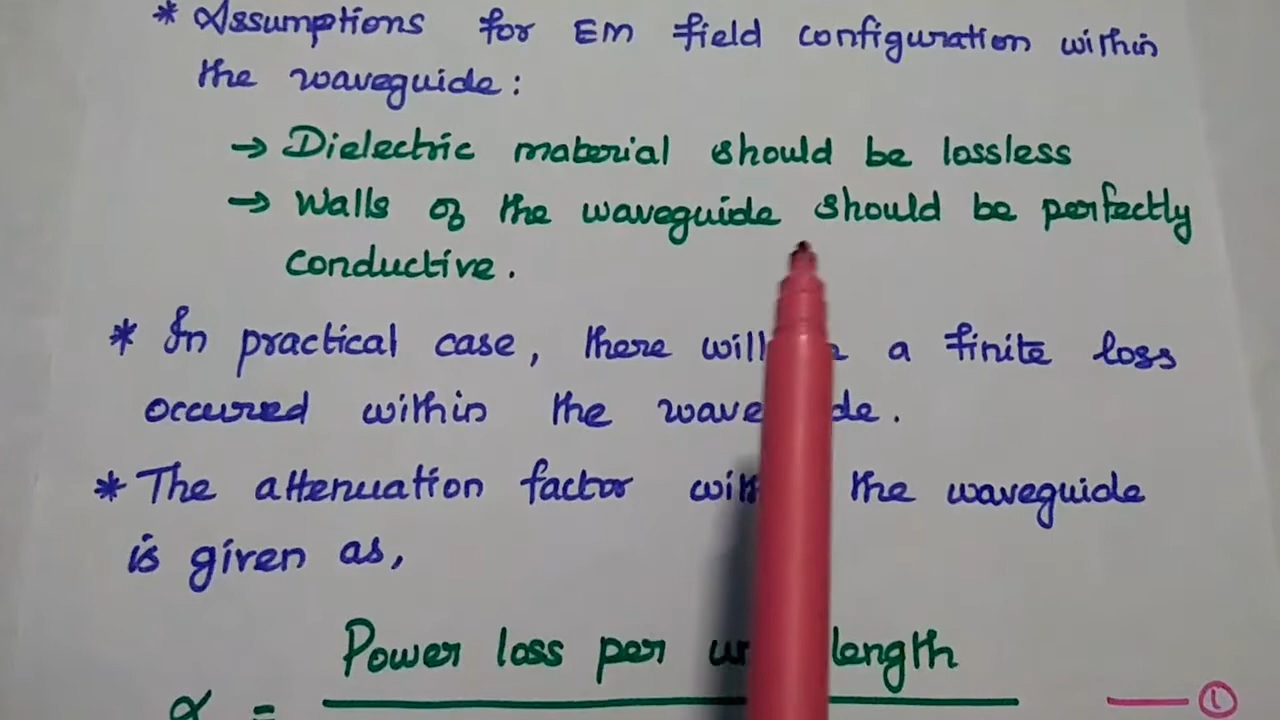 * Assumptions for EM field configuration within
the waveguide:
→ Dielectric material should be lossless
→ Walls of the waveguide should be perfectly
conductive.
* In practical case, there will a finite loss
occured within the
* The attenuation factor the waveguide
is given as,
Power loss per length
α = ①